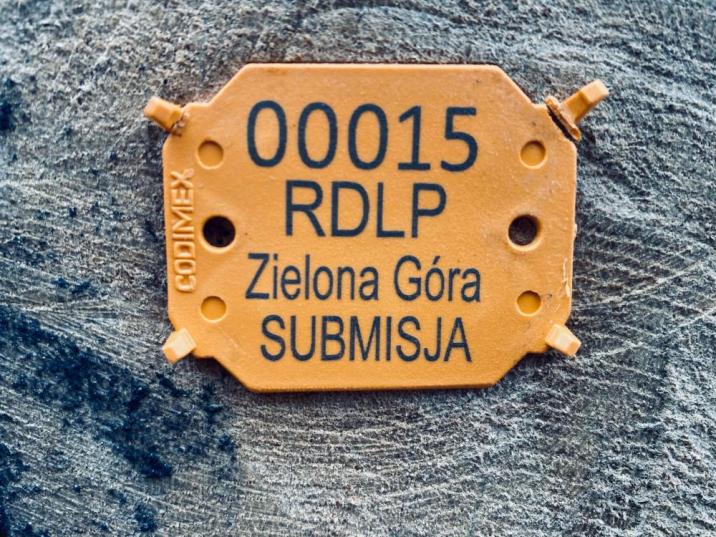 00015
RDLP
Zielona Góra
SUBMISJA
CODIMEX